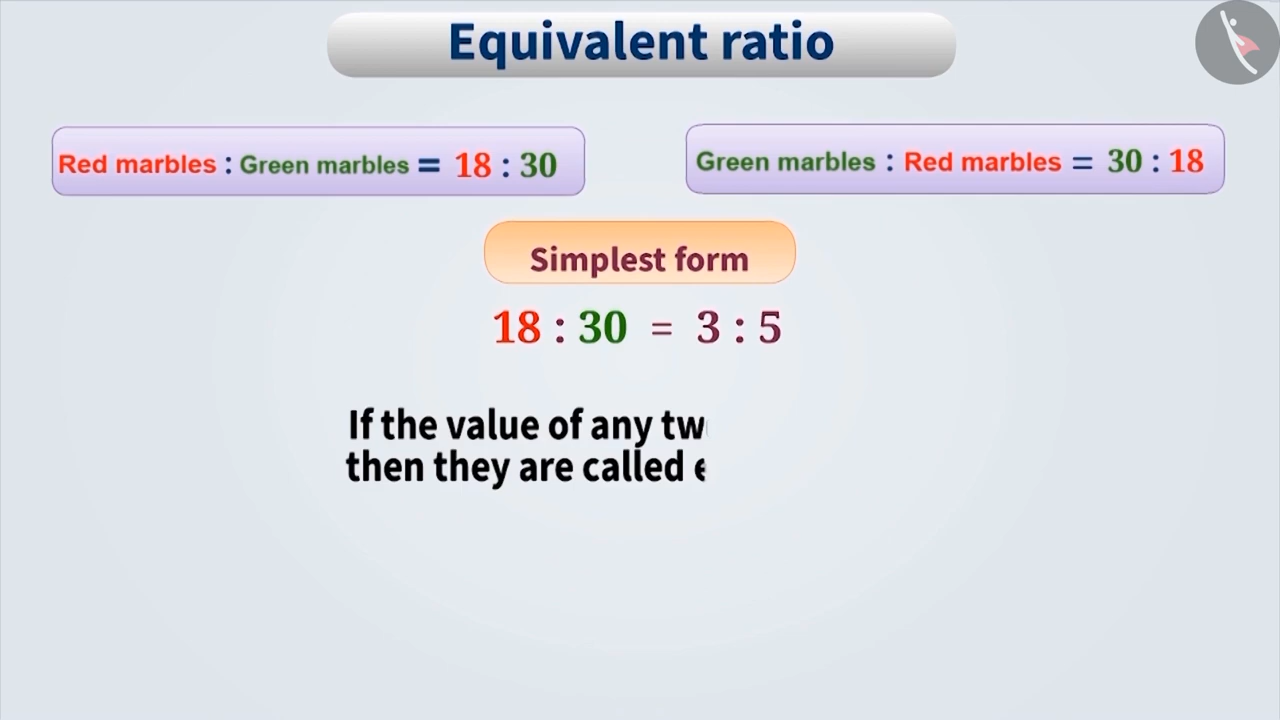 Equivalent ratio
Red marbles : Green marbles = 18 : 30
Green marbles : Red marbles = 30 : 18
Simplest form
18 : 30 = 3 : 5
If the value of any tw
then they are called e